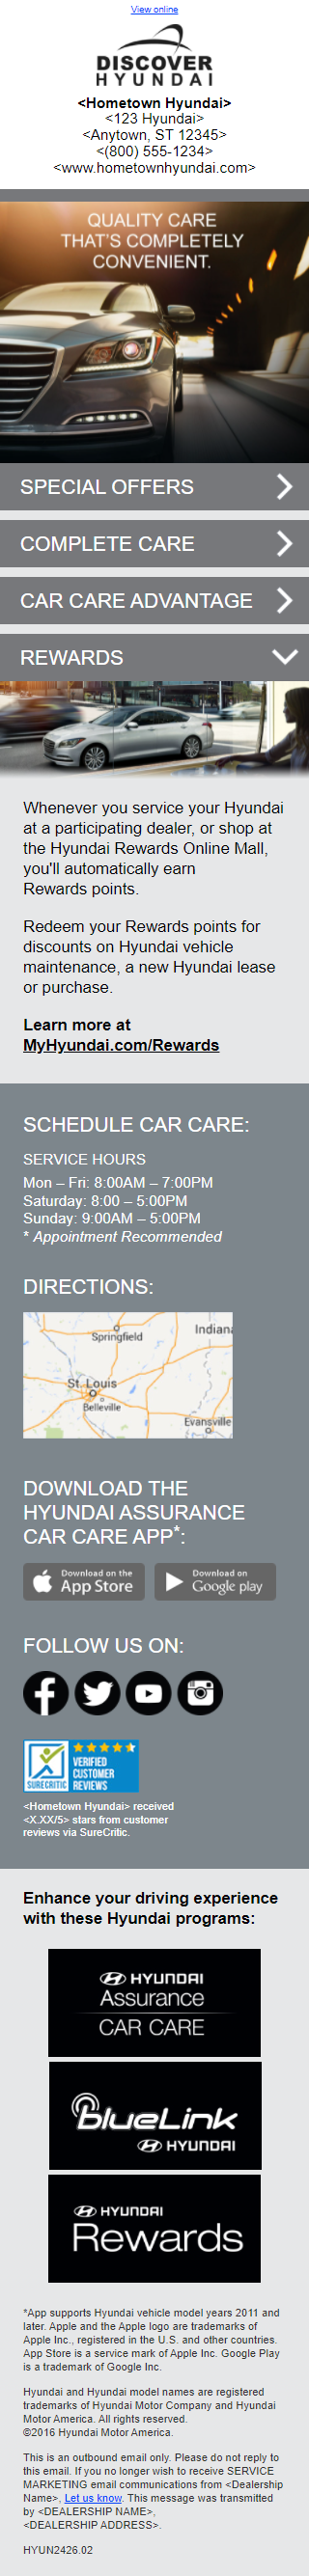 View online
DISCOVER
HYUNDAI
<Hometown Hyundai>
<123 Hyundai>
<Anytown, ST 12345>
<(800) 555-1234>
<www.hometownhyundai.com>
QUALITY CARE
THAT'S COMPLETELY
CONVENIENT.
SPECIAL OFFERS
COMPLETE CARE
CAR CARE ADVANTAGE
REWARDS
Whenever you service your Hyundai
at a participating dealer, or shop at
the Hyundai Rewards Online Mall,
you'll automatically earn
Rewards points.
Redeem your Rewards points for
discounts on Hyundai vehicle
maintenance, a new Hyundai lease
or purchase.
Learn more at
MyHyundai.com/Rewards
SCHEDULE CAR CARE:
SERVICE HOURS
Mon – Fri: 8:00AM – 7:00PM
Saturday: 8:00 – 5:00PM
Sunday: 9:00AM – 5:00PM
* Appointment Recommended
DIRECTIONS:
Springfield
Indiana
St. Louis
Belleville
Evansville
DOWNLOAD THE
HYUNDAI ASSURANCE
CAR CARE APP*:
Download on the
App Store
Download on
Google play
FOLLOW US ON:
SURECRITIC
VERIFIED
CUSTOMER
REVIEWS
<Hometown Hyundai> received
<X.XX/5> stars from customer
reviews via SureCritic.
Enhance your driving experience
with these Hyundai programs:
HYUNDAI
Assurance
CAR CARE
blueLink
HYUNDAI
HYUNDAI
Rewards
*App supports Hyundai vehicle model years 2011 and
later. Apple and the Apple logo are trademarks of
Apple Inc., registered in the U.S. and other countries.
App Store is a service mark of Apple Inc. Google Play
is a trademark of Google Inc.
Hyundai and Hyundai model names are registered
trademarks of Hyundai Motor Company and Hyundai
Motor America. All rights reserved.
©2016 Hyundai Motor America.
This is an outbound email only. Please do not reply to
this email. If you no longer wish to receive SERVICE
MARKETING email communications from <Dealership
Name>, Let us know. This message was transmitted
by <DEALERSHIP NAME>,
<DEALERSHIP ADDRESS>.
HYUN2426.02